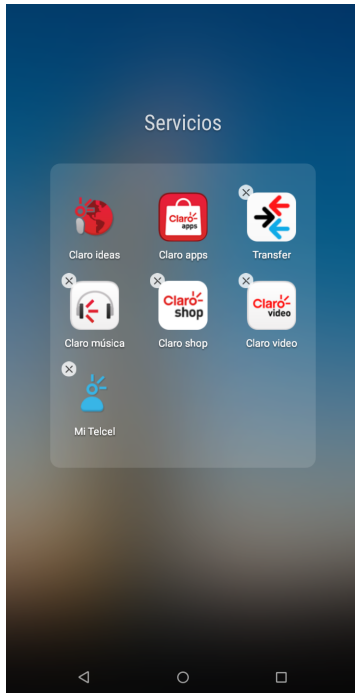 Servicios
Claro apps
Claro ideas Claro apps Transfer
Claro shop
Claro video
Claro música Claro shop Claro video
Mi Telcel